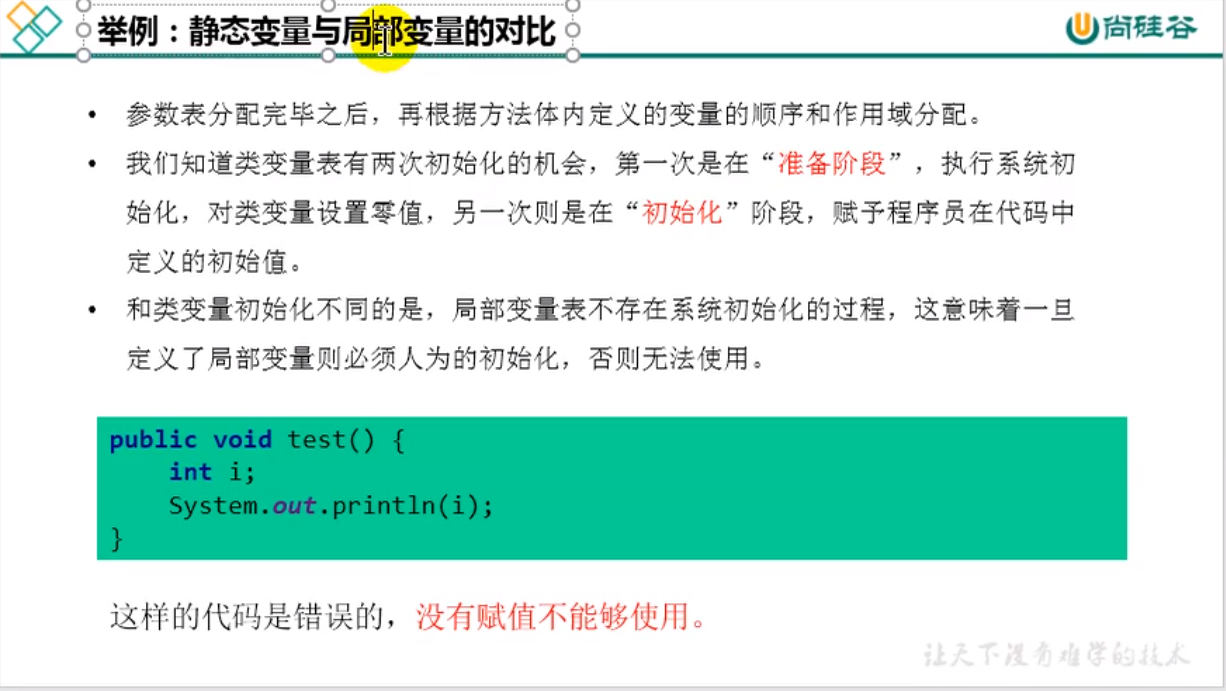 举例：静态变量与局部变量的对比
尚硅谷
• 参数表分配完毕之后，再根据方法体内定义的变量的顺序和作用域分配。
• 我们知道类变量表有两次初始化的机会，第一次是在“准备阶段”，执行系统初
始化，对类变量设置零值，另一次则是在“初始化”阶段，赋予程序员在代码中
定义的初始值。
• 和类变量初始化不同的是，局部变量表不存在系统初始化的过程，这意味着一旦
定义了局部变量则必须人为的初始化，否则无法使用。
public void test() {
    int i;
    System.out.println(i);
}
这样的代码是错误的，没有赋值不能够使用。
让天下没有难学的技术